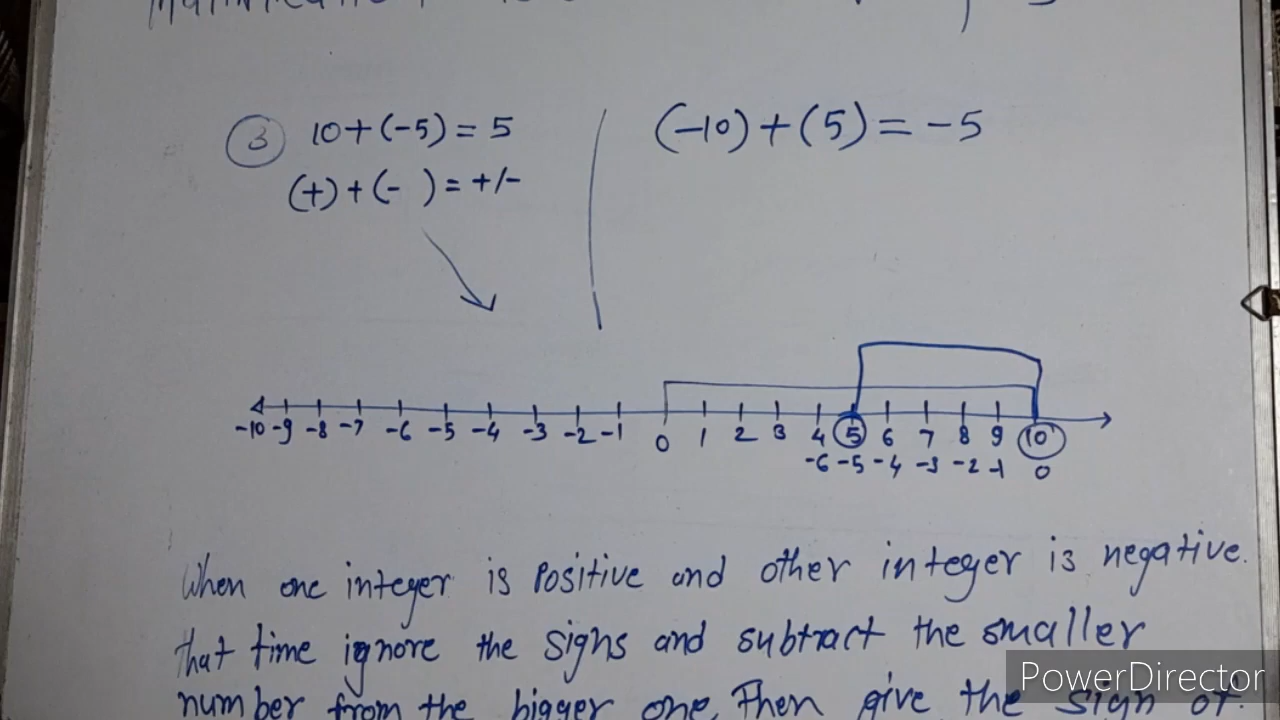 ③ 10+(-5) = 5
(+)+(- ) = +/-
(-10)+(5) = -5
-10 -9 -8 -7 -6 -5 -4 -3 -2 -1 0 1 2 3 4 5 6 7 8 9 10
-6 -5 -4 -3 -2 -1 0
When one integer is Positive and other integer is negative.
that time ignore the sighs and subtract the smaller
number from the bigger one, Then give the sign of
PowerDirector